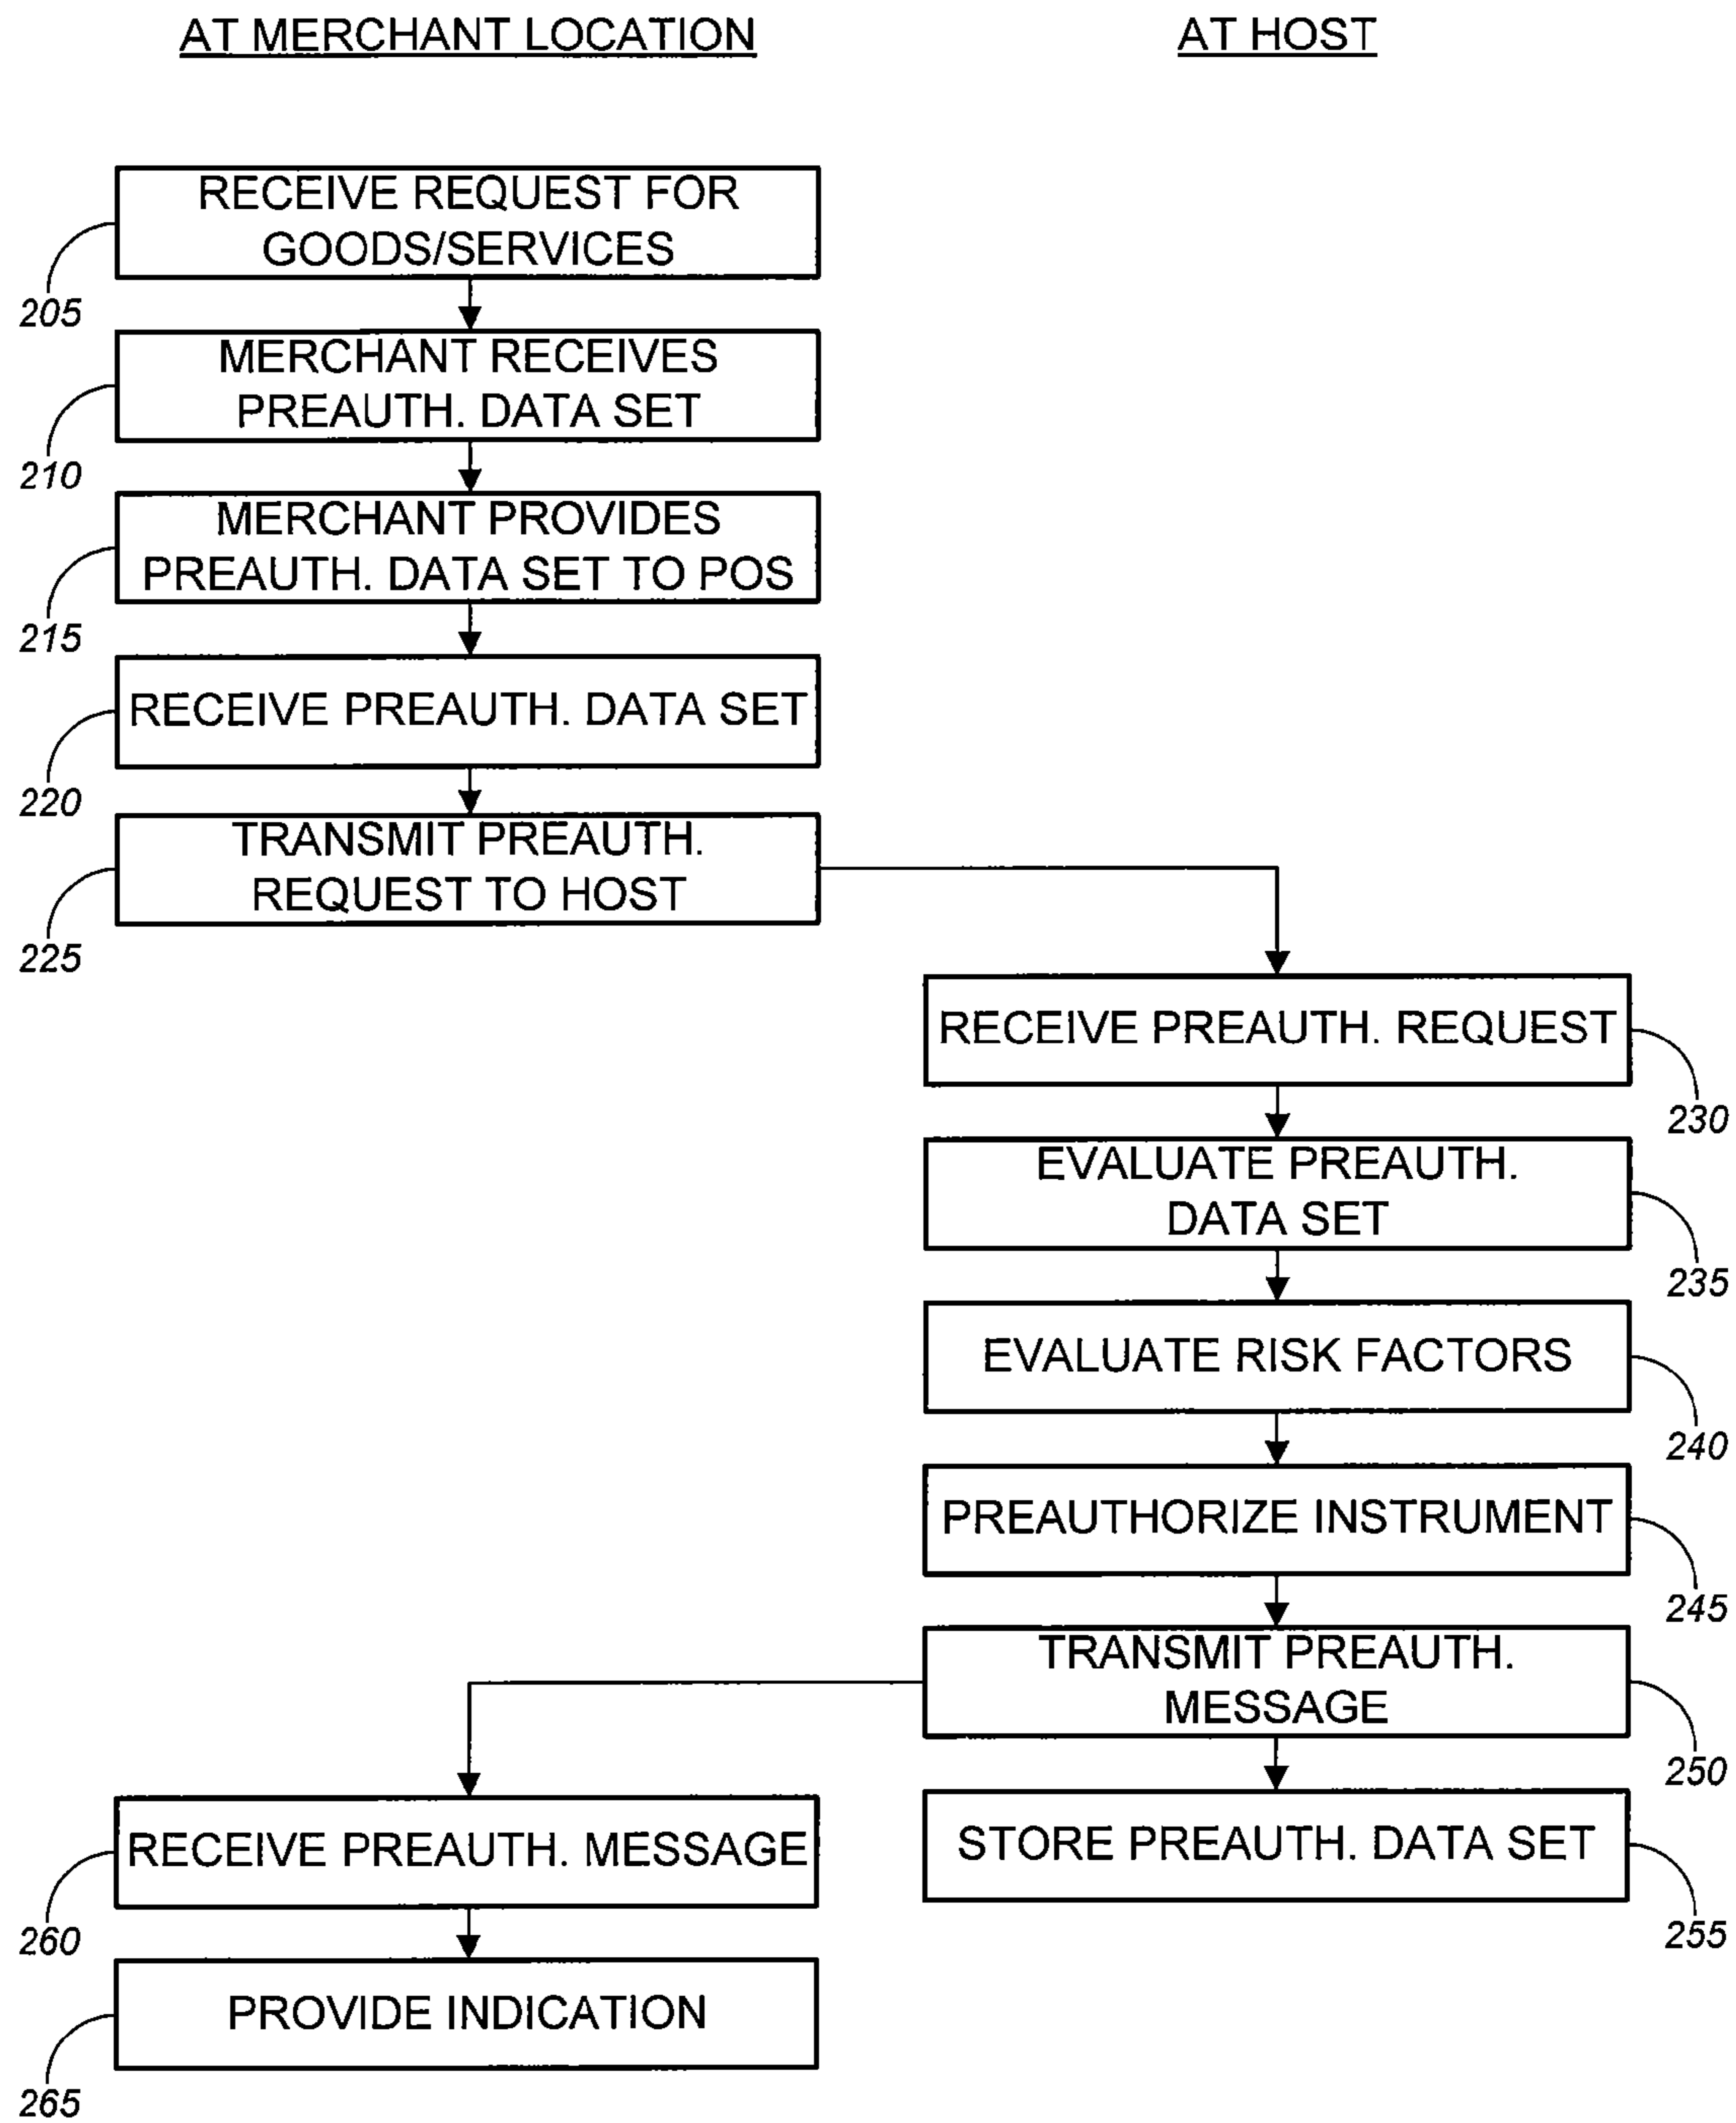 AT MERCHANT LOCATION
AT HOST
RECEIVE REQUEST FOR
GOODS/SERVICES
205
MERCHANT RECEIVES
PREAUTH. DATA SET
210
MERCHANT PROVIDES
PREAUTH. DATA SET TO POS
215
RECEIVE PREAUTH. DATA SET
220
TRANSMIT PREAUTH.
REQUEST TO HOST
225
RECEIVE PREAUTH. REQUEST
230
EVALUATE PREAUTH.
DATA SET
235
EVALUATE RISK FACTORS
240
PREAUTHORIZE INSTRUMENT
245
TRANSMIT PREAUTH.
MESSAGE
250
STORE PREAUTH. DATA SET
255
RECEIVE PREAUTH. MESSAGE
260
PROVIDE INDICATION
265